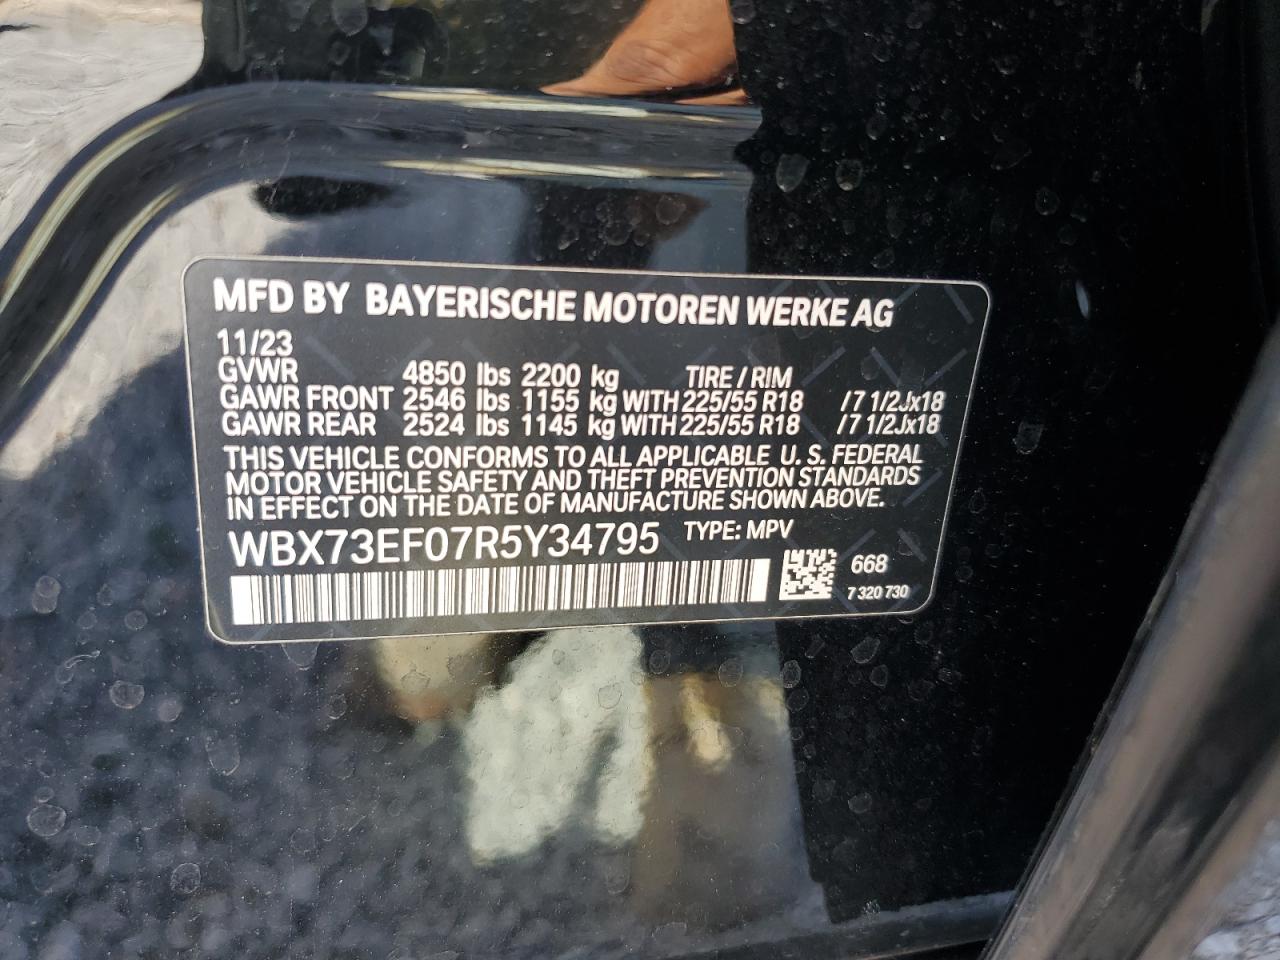 MFD BY BAYERISCHE MOTOREN WERKE AG
11/23
GVWR 4850 lbs 2200 kg TIRE / RIM
GAWR FRONT 2546 lbs 1155 kg WITH 225/55 R18 /7 1/2Jx18
GAWR REAR 2524 lbs 1145 kg WITH 225/55 R18 /7 1/2Jx18
THIS VEHICLE CONFORMS TO ALL APPLICABLE U. S. FEDERAL
MOTOR VEHICLE SAFETY AND THEFT PREVENTION STANDARDS
IN EFFECT ON THE DATE OF MANUFACTURE SHOWN ABOVE.
WBX73EF07R5Y34795 TYPE: MPV
668
7 320 730